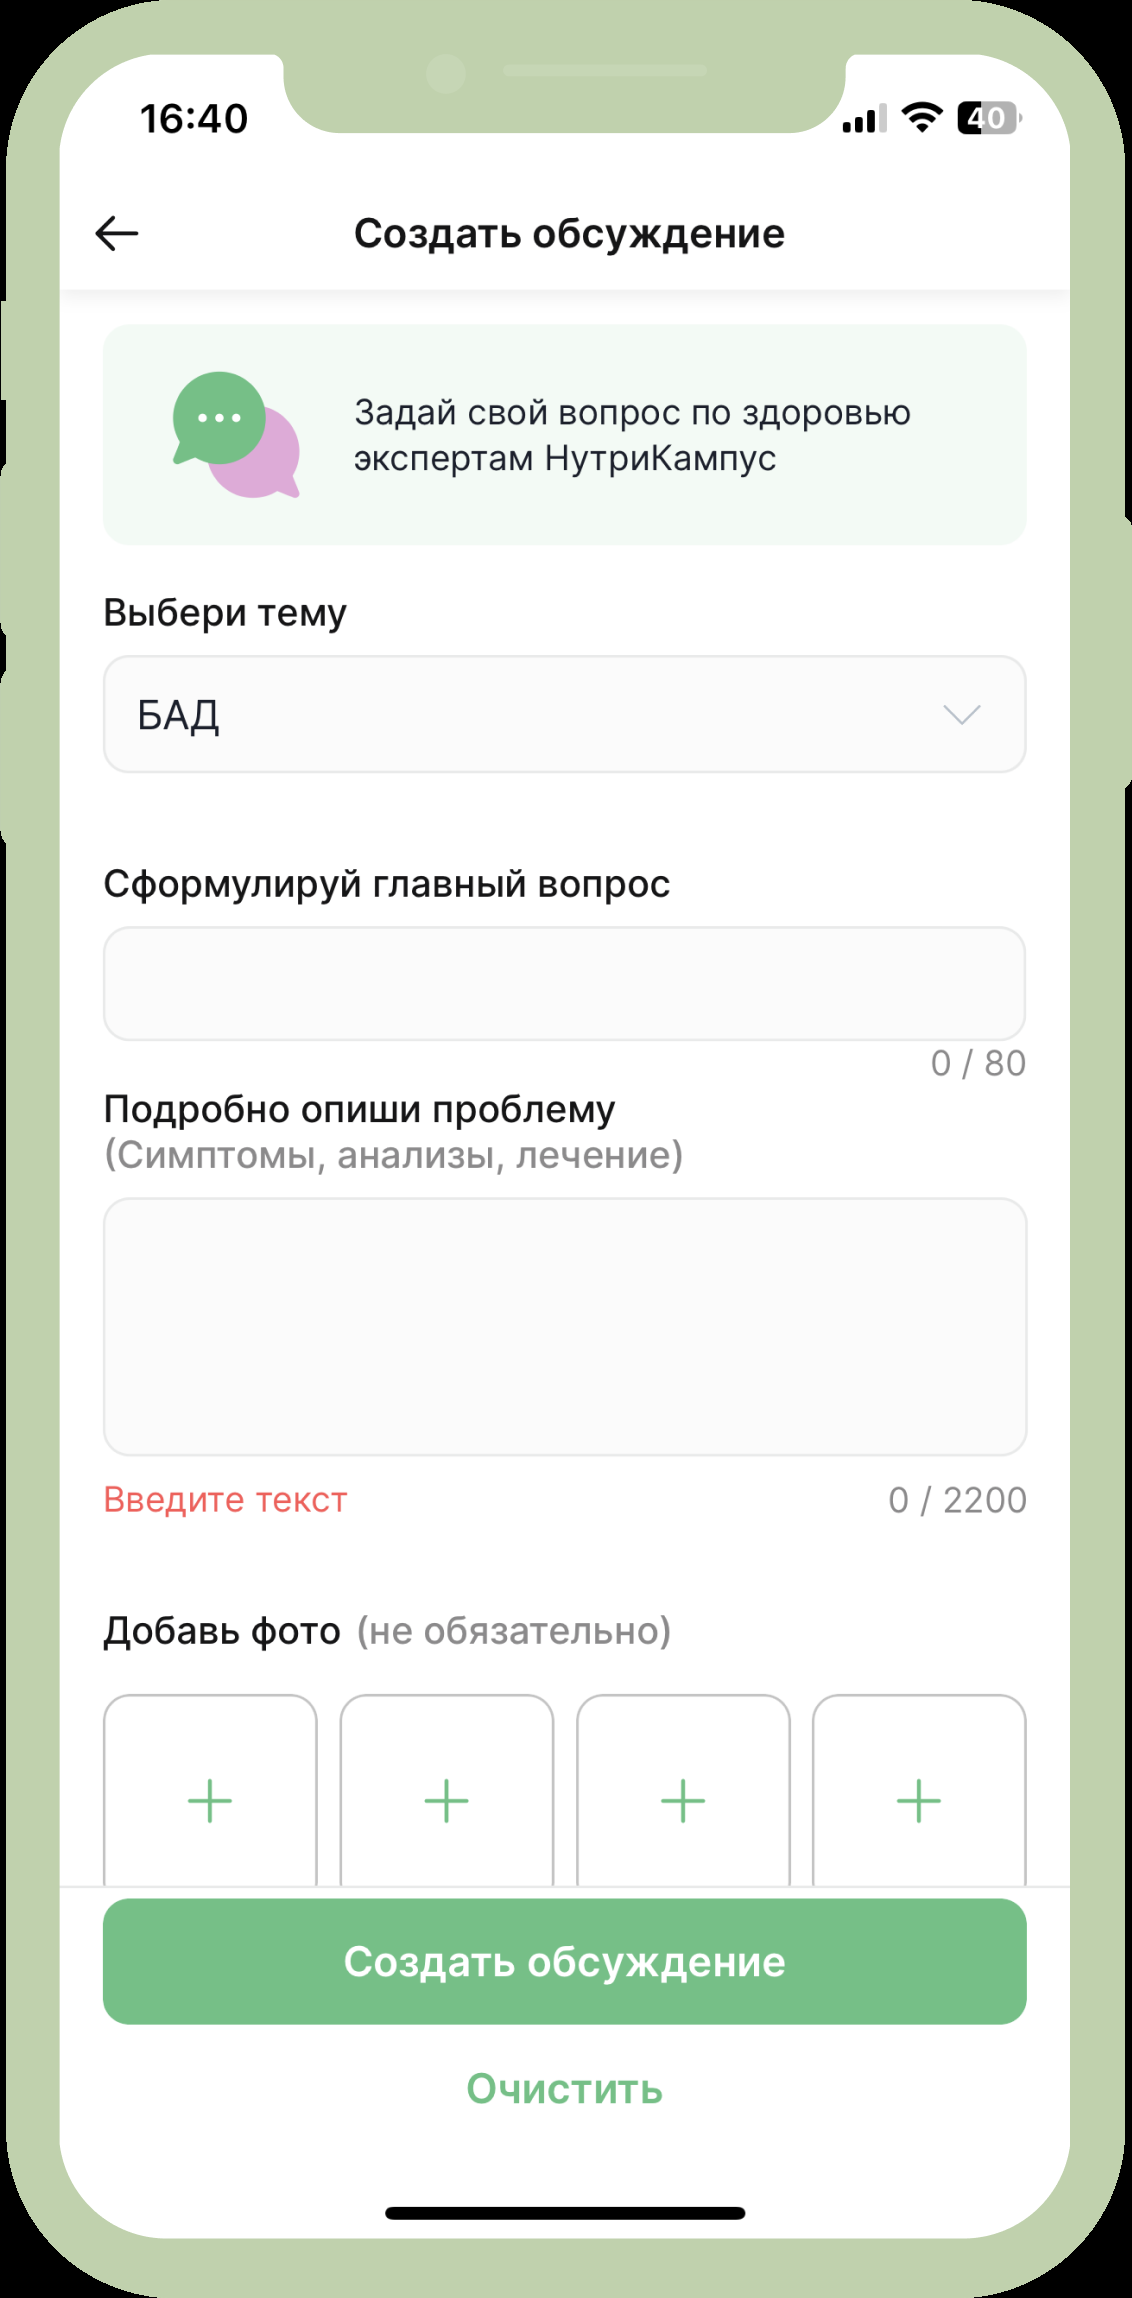 16:40
40
Создать обсуждение
Задай свой вопрос по здоровью
экспертам НутриКампус
Выбери тему
БАД
Сформулируй главный вопрос
0 / 80
Подробно опиши проблему
(Симптомы, анализы, лечение)
Введите текст
0 / 2200
Добавь фото (не обязательно)
Создать обсуждение
Очистить